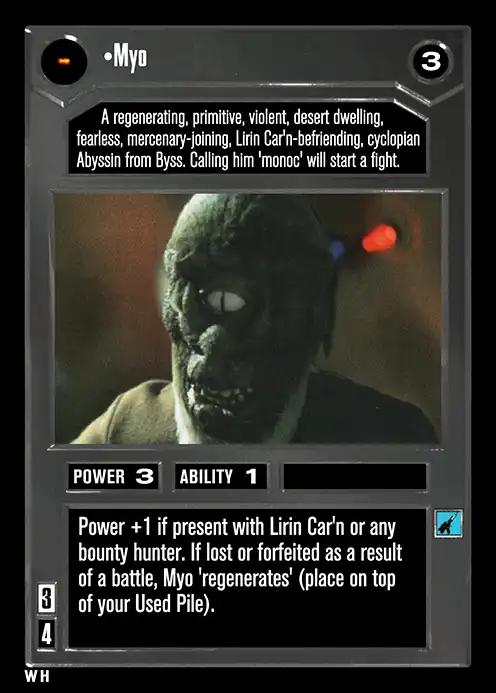 •Myo
3
A regenerating, primitive, violent, desert dwelling,
fearless, mercenary-joining, Lirin Car'n-befriending, cyclopian
Abyssin from Byss. Calling him 'monoc' will start a fight.
POWER 3 ABILITY 1
Power +1 if present with Lirin Car'n or any
bounty hunter. If lost or forfeited as a result
of a battle, Myo 'regenerates' (place on top
of your Used Pile).
3
4
WH